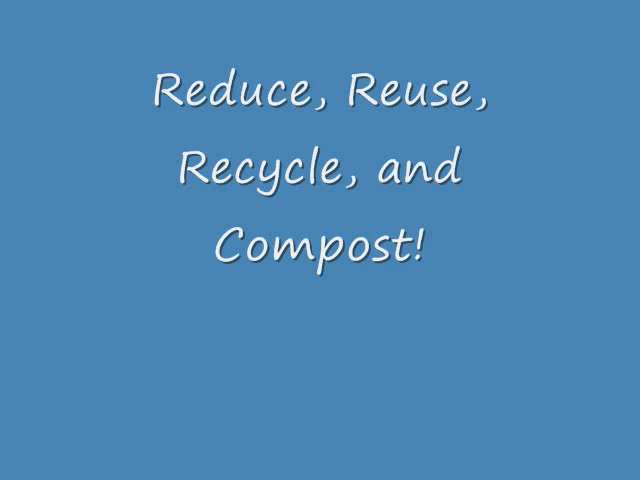 Reduce, Reuse,
Recycle, and
Compost!